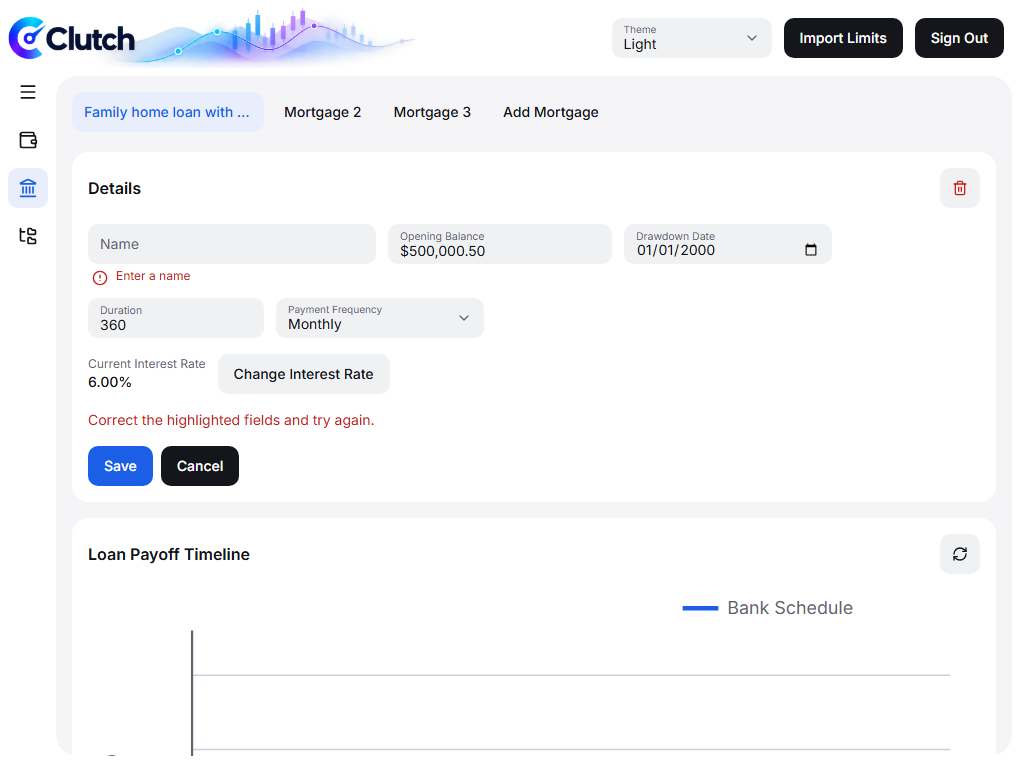 Clutch
Theme
Light
Import Limits
Sign Out
Family home loan with ...
Mortgage 2
Mortgage 3
Add Mortgage
Details
Name
Opening Balance
$500,000.50
Drawdown Date
01/01/2000
Enter a name
Duration
360
Payment Frequency
Monthly
Current Interest Rate
6.00%
Change Interest Rate
Correct the highlighted fields and try again.
Save
Cancel
Loan Payoff Timeline
Bank Schedule